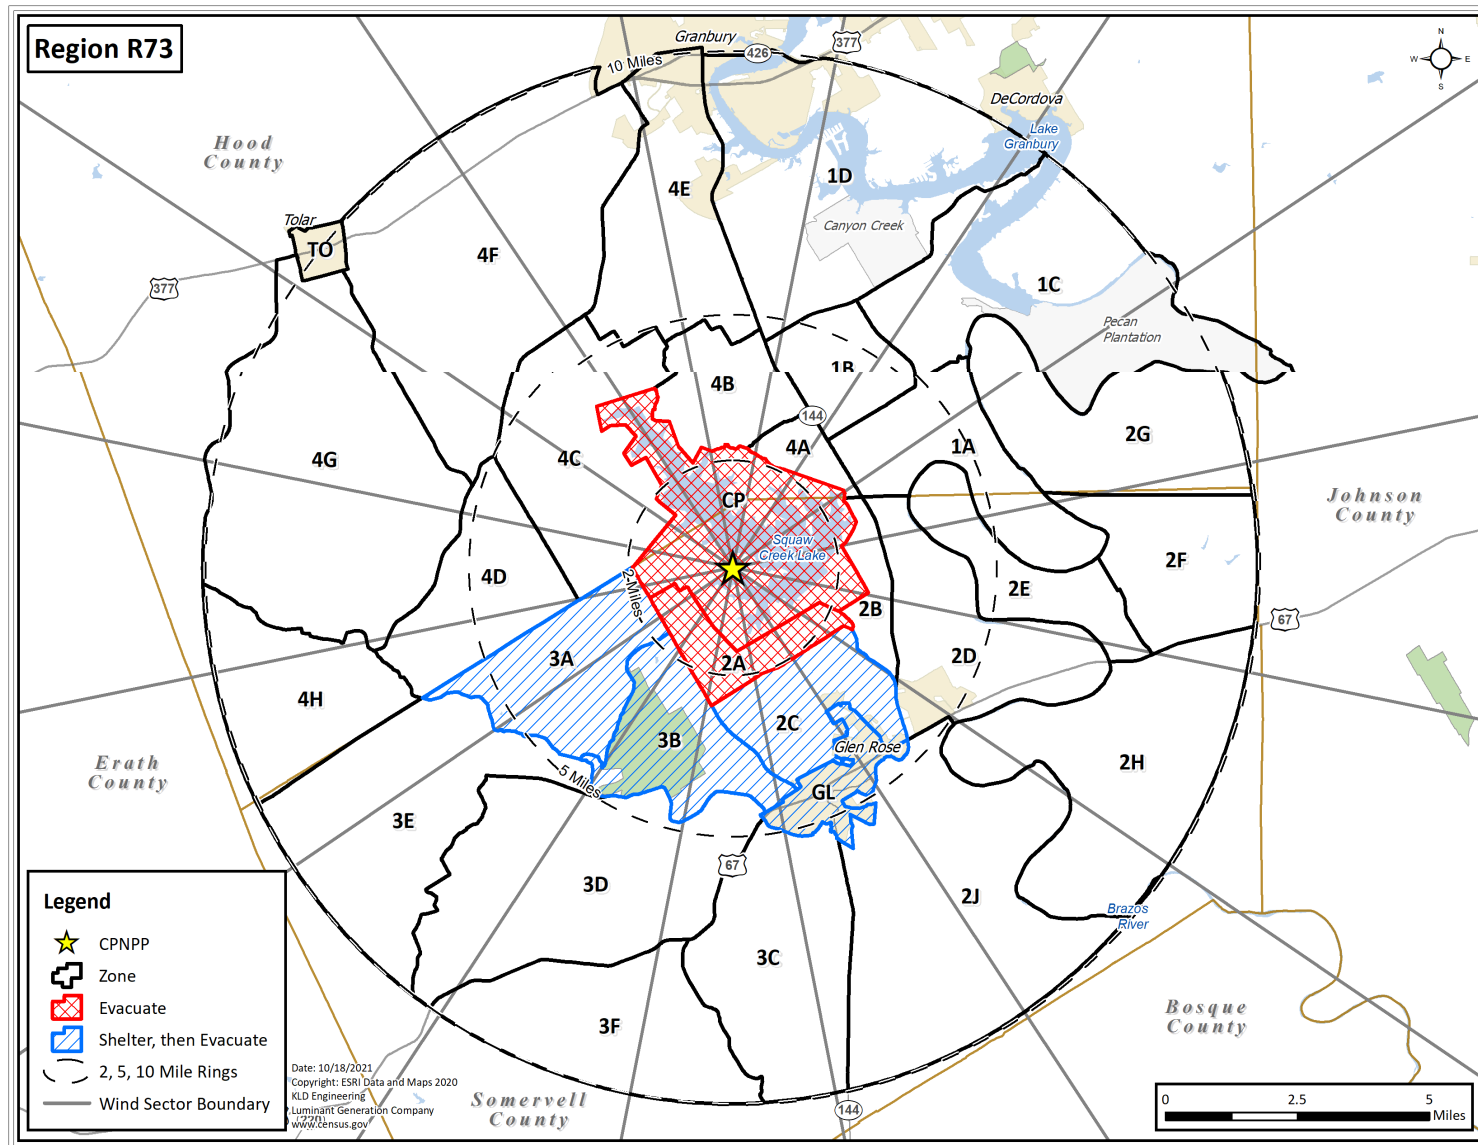 Region R73
Granbury
426
377
10 Miles
N
W
E
S
DeCordova
Lake
Granbury
Hood
County
4E
1D
Tolar
TO
Canyon Creek
4F
377
1C
Pecan
Plantation
1B
4B
144
4A
1A
2G
4C
4G
CP
Johnson
County
Squaw
Creek Lake
2F
4D
2 Miles
2E
2B
67
3A
2A
2D
4H
2C
3B
Glen Rose
Erath
County
2H
5 Miles
GL
3E
67
3D
2J
Brazos
River
3C
Bosque
County
3F
Legend
CPNPP
Zone
Evacuate
Shelter, then Evacuate
2, 5, 10 Mile Rings
Wind Sector Boundary
Date: 10/18/2021
Copyright: ESRI Data and Maps 2020
KLD Engineering
Luminant Generation Company
www.census.gov
220
Somervell
County
144
0
2.5
5
Miles